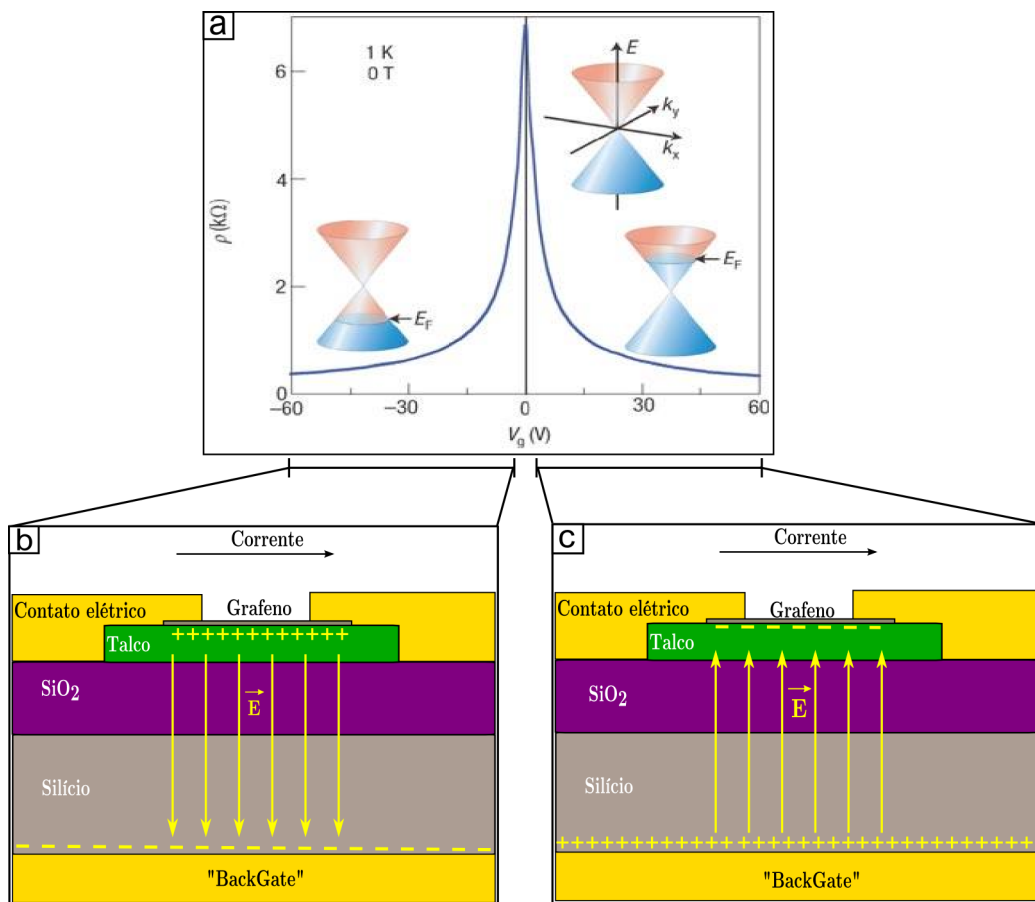 a
1 K
0 T
E
k_y
k_x
E_F
E_F
ρ (kΩ)
6
4
2
0
–60
–30
0
30
60
V_g (V)
b
Corrente
Contato elétrico
Grafeno
Talco
+++++++++++
SiO₂
E
Silício
"BackGate"
c
Corrente
Contato elétrico
Grafeno
Talco
SiO₂
E
Silício
"BackGate"